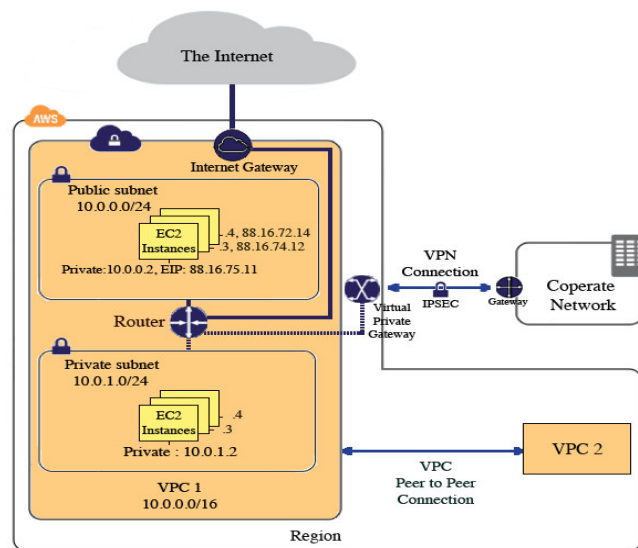 The Internet
AWS
Internet Gateway
Public subnet
10.0.0.0/24
EC2
Instances
.4, 88.16.72.14
.3, 88.16.74.12
Private:10.0.0.2, EIP: 88.16.75.11
Router
Virtual
Private
Gateway
VPN
Connection
IPSEC
Gateway
Coperate
Network
Private subnet
10.0.1.0/24
EC2
Instances
.4
.3
Private : 10.0.1.2
VPC 1
10.0.0.0/16
VPC
Peer to Peer
Connection
VPC 2
Region